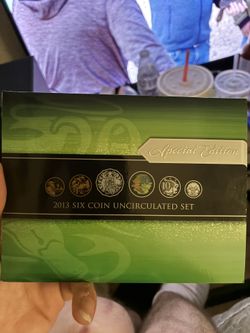 Special Edition
2013 SIX COIN UNCIRCULATED SET